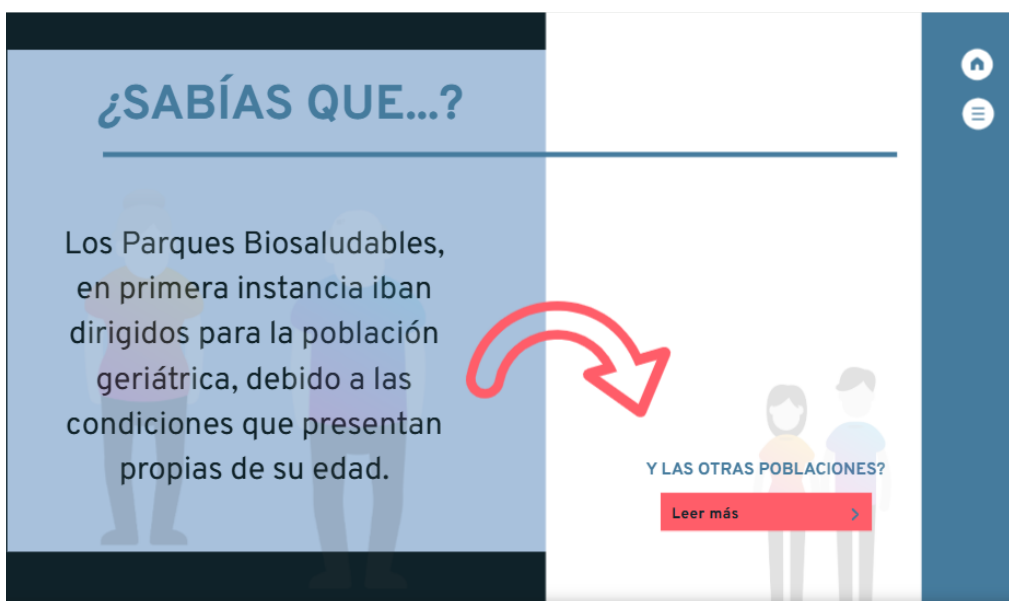 ¿SABÍAS QUE...?
Los Parques Biosaludables,
en primera instancia iban
dirigidos para la población
geriátrica, debido a las
condiciones que presentan
propias de su edad.
Y LAS OTRAS POBLACIONES?
Leer más